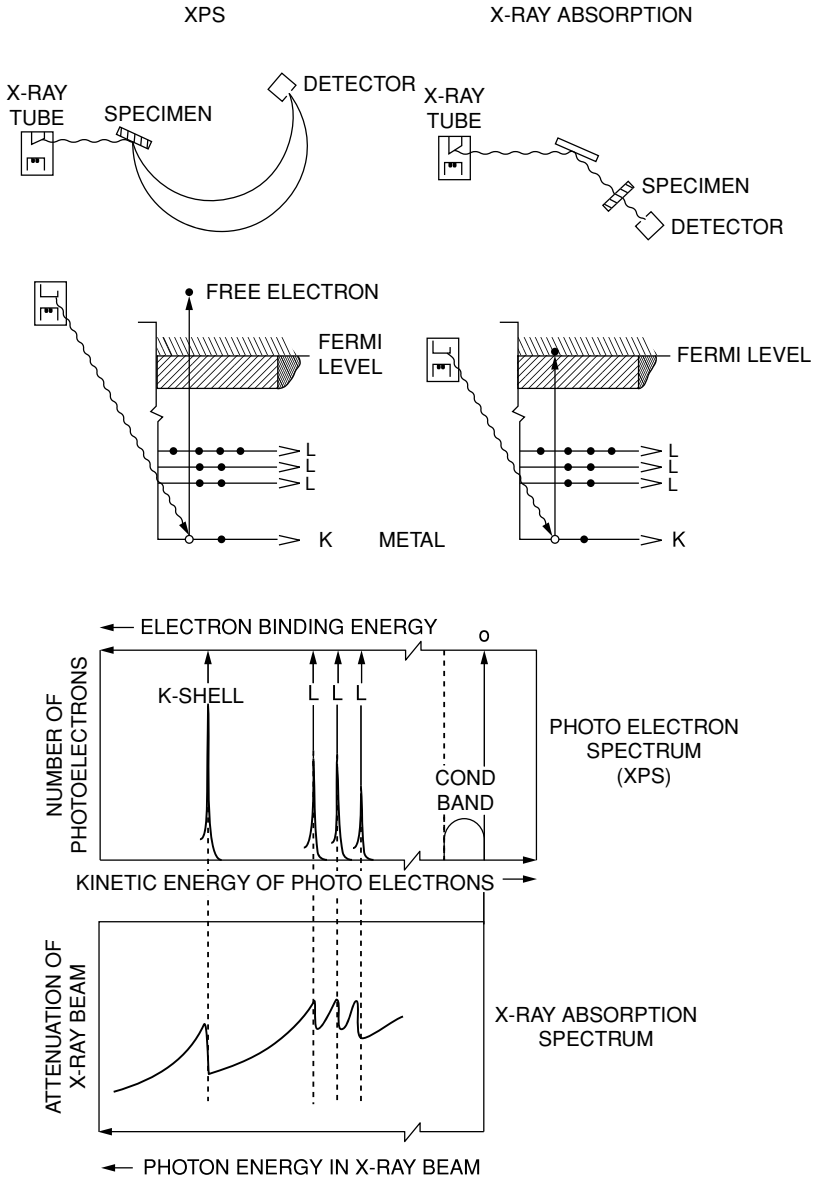 XPS
X-RAY ABSORPTION
X-RAY
TUBE
SPECIMEN
DETECTOR
X-RAY
TUBE
SPECIMEN
DETECTOR
FREE ELECTRON
FERMI
LEVEL
L
L
L
K
METAL
FERMI LEVEL
L
L
L
K
ELECTRON BINDING ENERGY
o
NUMBER OF
PHOTOELECTRONS
K-SHELL
L L L
COND
BAND
PHOTO ELECTRON
SPECTRUM
(XPS)
KINETIC ENERGY OF PHOTO ELECTRONS
ATTENUATION OF
X-RAY BEAM
X-RAY ABSORPTION
SPECTRUM
PHOTON ENERGY IN X-RAY BEAM